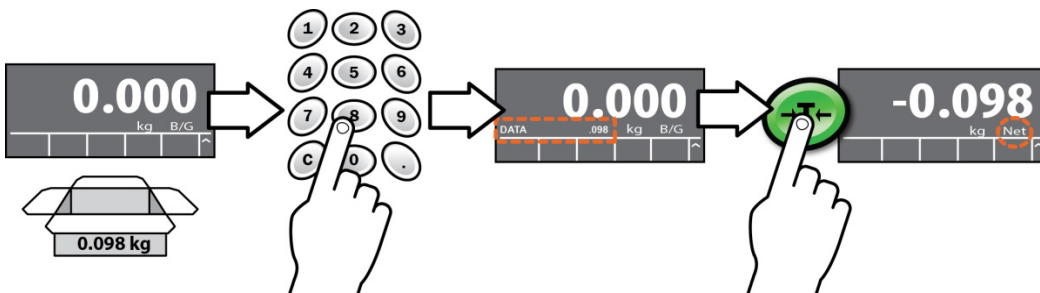 0.000
kg B/G
^
0.098 kg
1 2 3
4 5 6
7 8 9
C 0 .
0.000
DATA .098 kg B/G
^
→T←
-0.098
kg Net
^